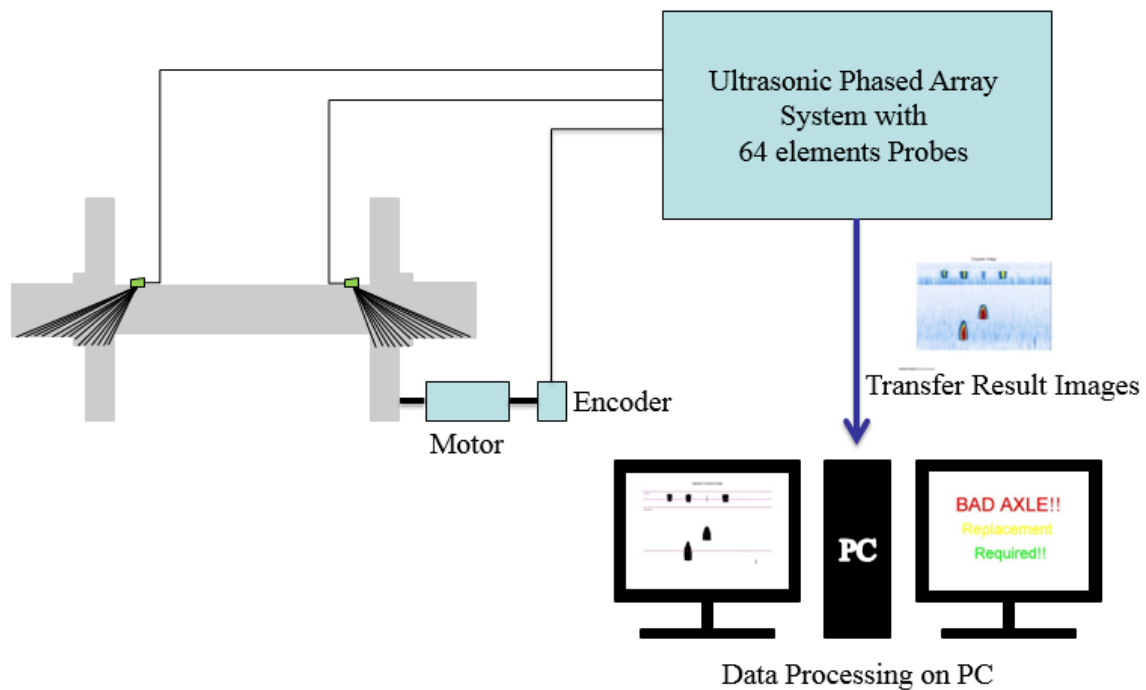 Ultrasonic Phased Array
System with
64 elements Probes
Transfer Result Images
Encoder
Motor
BAD AXLE!!
Replacement
Required!!
PC
Data Processing on PC